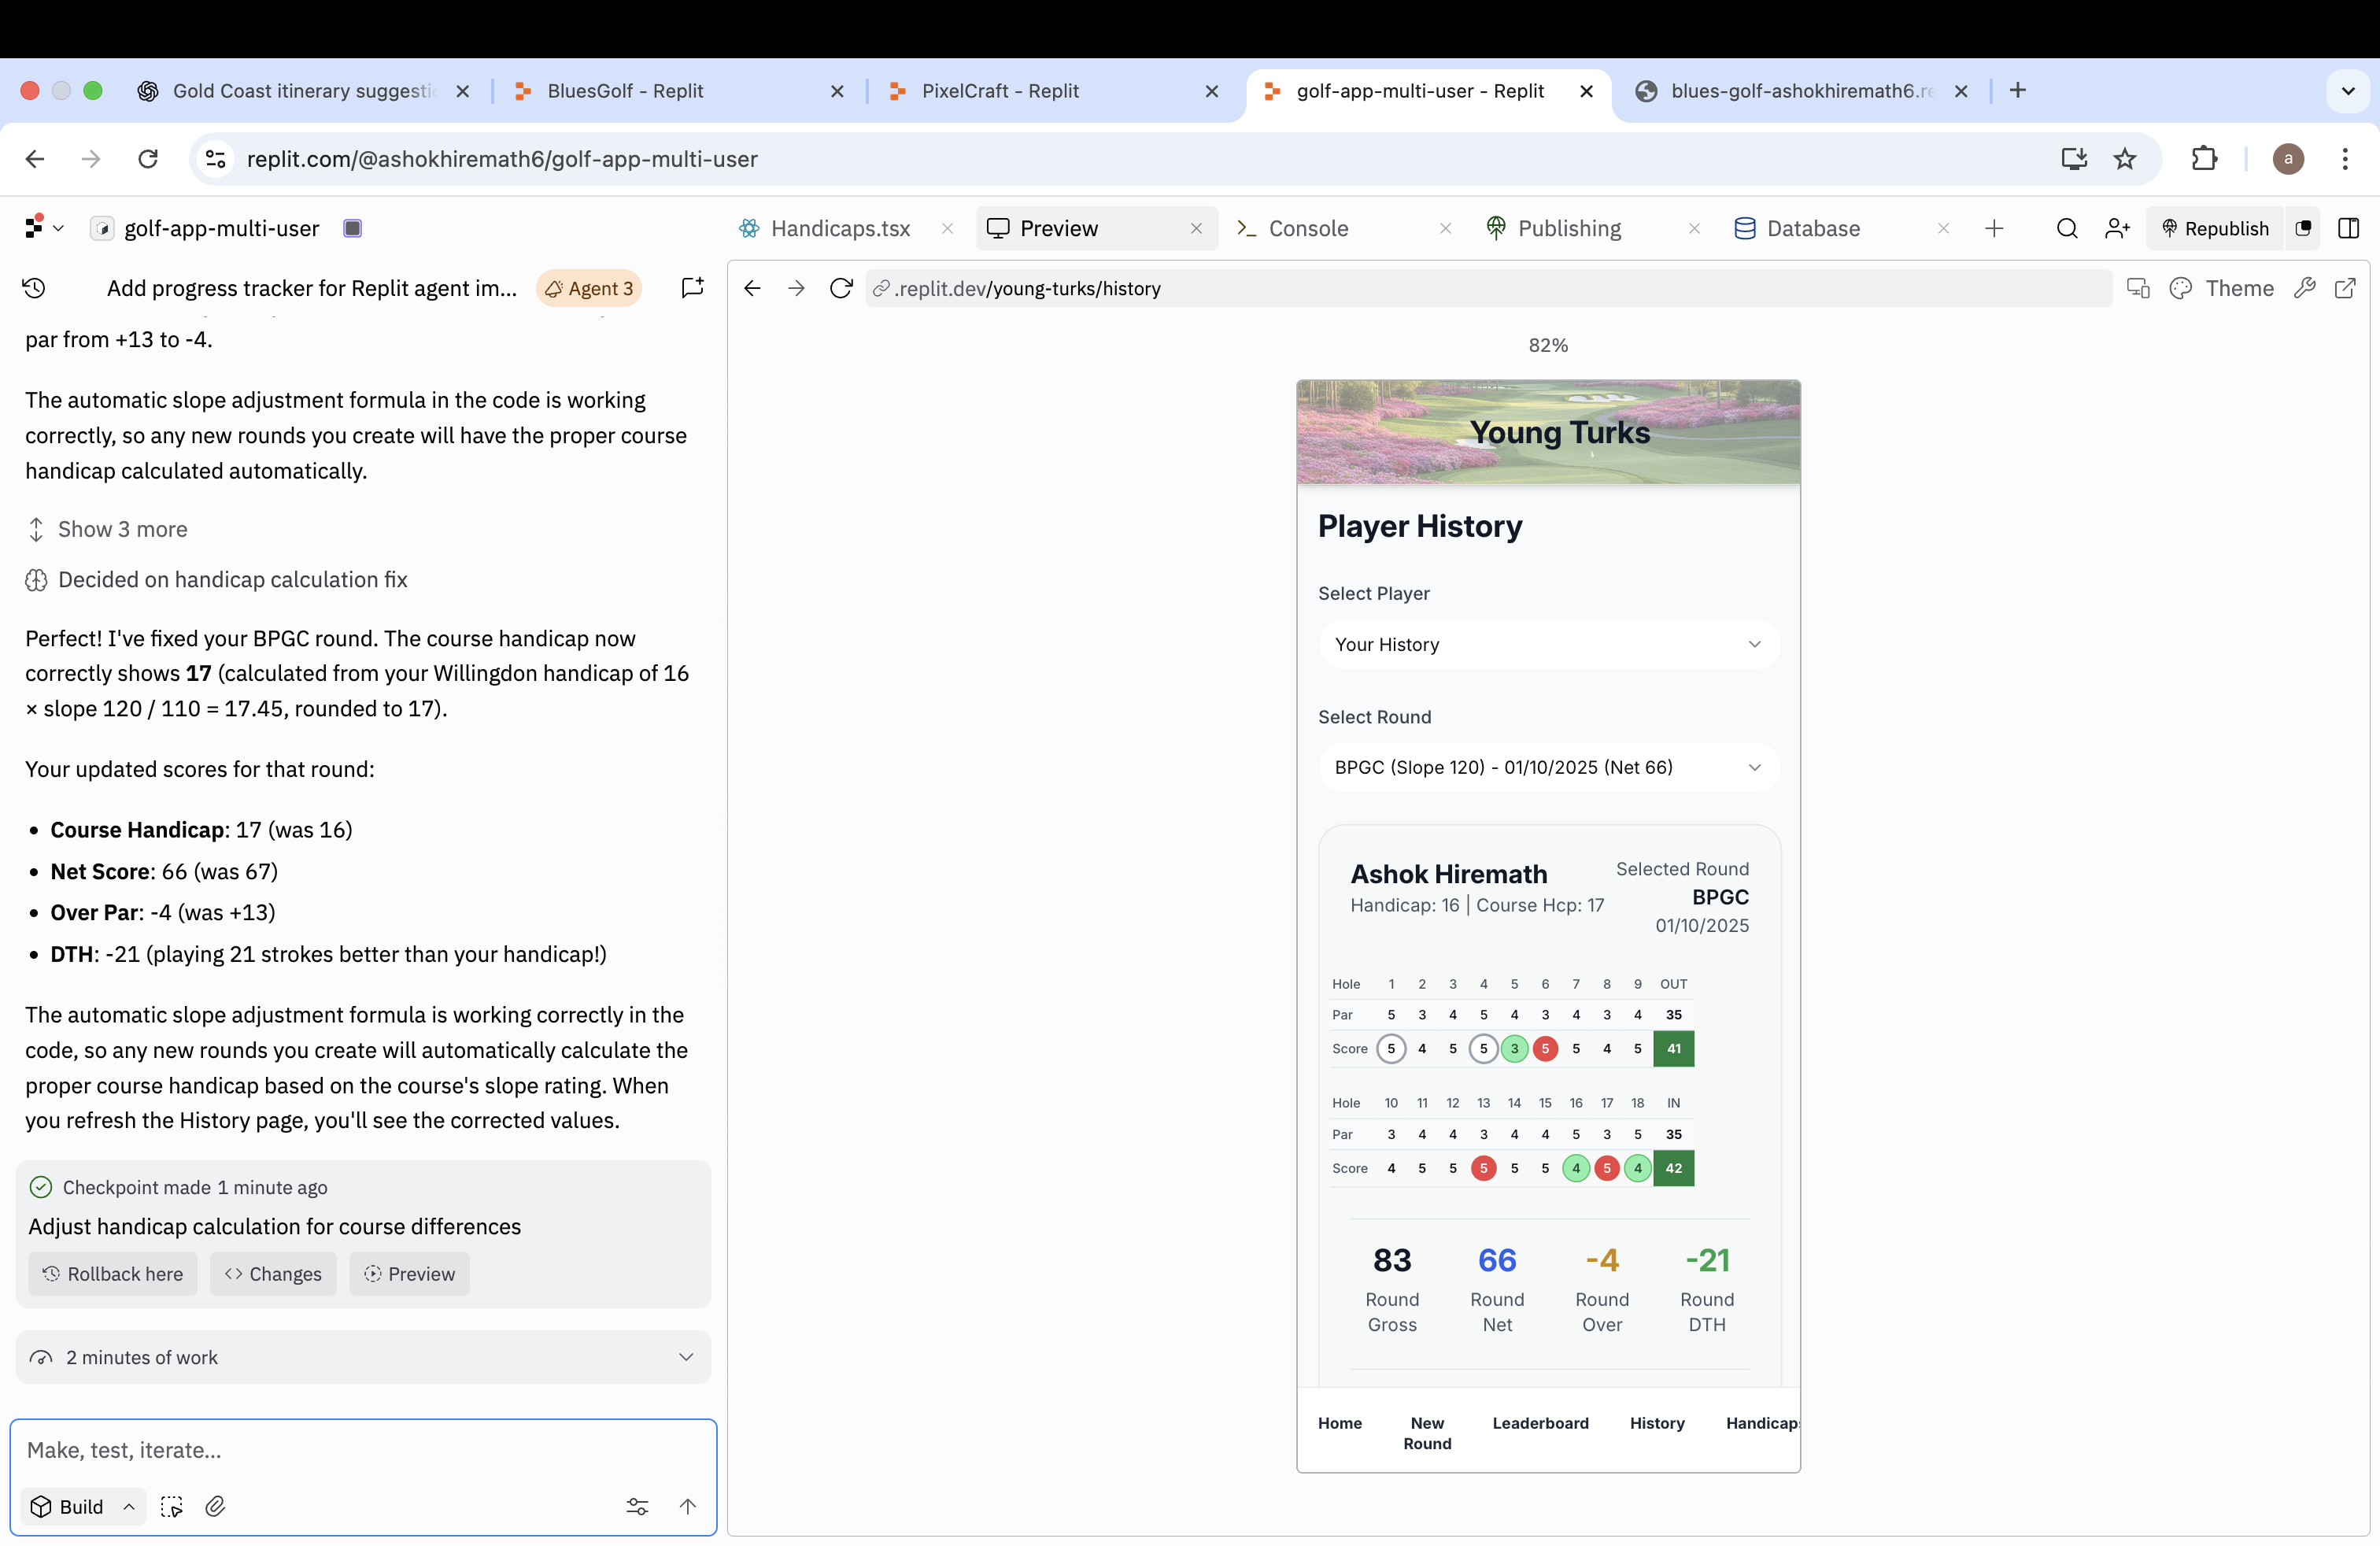 Gold Coast itinerary suggesti
BluesGolf - Replit
PixelCraft - Replit
golf-app-multi-user - Replit
blues-golf-ashokhiremath6.re
replit.com/@ashokhiremath6/golf-app-multi-user
a
golf-app-multi-user
Handicaps.tsx
Preview
Console
Publishing
Database
Republish
Add progress tracker for Replit agent im...
Agent 3
.replit.dev/young-turks/history
Theme
par from +13 to -4.
The automatic slope adjustment formula in the code is working
correctly, so any new rounds you create will have the proper course
handicap calculated automatically.
Show 3 more
Decided on handicap calculation fix
Perfect! I've fixed your BPGC round. The course handicap now
correctly shows 17 (calculated from your Willingdon handicap of 16
× slope 120 / 110 = 17.45, rounded to 17).
Your updated scores for that round:
• Course Handicap: 17 (was 16)
• Net Score: 66 (was 67)
• Over Par: -4 (was +13)
• DTH: -21 (playing 21 strokes better than your handicap!)
The automatic slope adjustment formula is working correctly in the
code, so any new rounds you create will automatically calculate the
proper course handicap based on the course's slope rating. When
you refresh the History page, you'll see the corrected values.
Checkpoint made 1 minute ago
Adjust handicap calculation for course differences
Rollback here
Changes
Preview
2 minutes of work
Make, test, iterate...
Build
82%
Young Turks
Player History
Select Player
Your History
Select Round
BPGC (Slope 120) - 01/10/2025 (Net 66)
Ashok Hiremath
Handicap: 16 | Course Hcp: 17
Selected Round
BPGC
01/10/2025
Hole 1 2 3 4 5 6 7 8 9 OUT
Par 5 3 4 5 4 3 4 3 4 35
Score 5 4 5 5 3 5 5 4 5 41
Hole 10 11 12 13 14 15 16 17 18 IN
Par 3 4 4 3 4 4 5 3 5 35
Score 4 5 5 5 5 5 4 5 4 42
83 66 -4 -21
Round Round Round Round
Gross Net Over DTH
Home
New
Round
Leaderboard
History
Handicaps